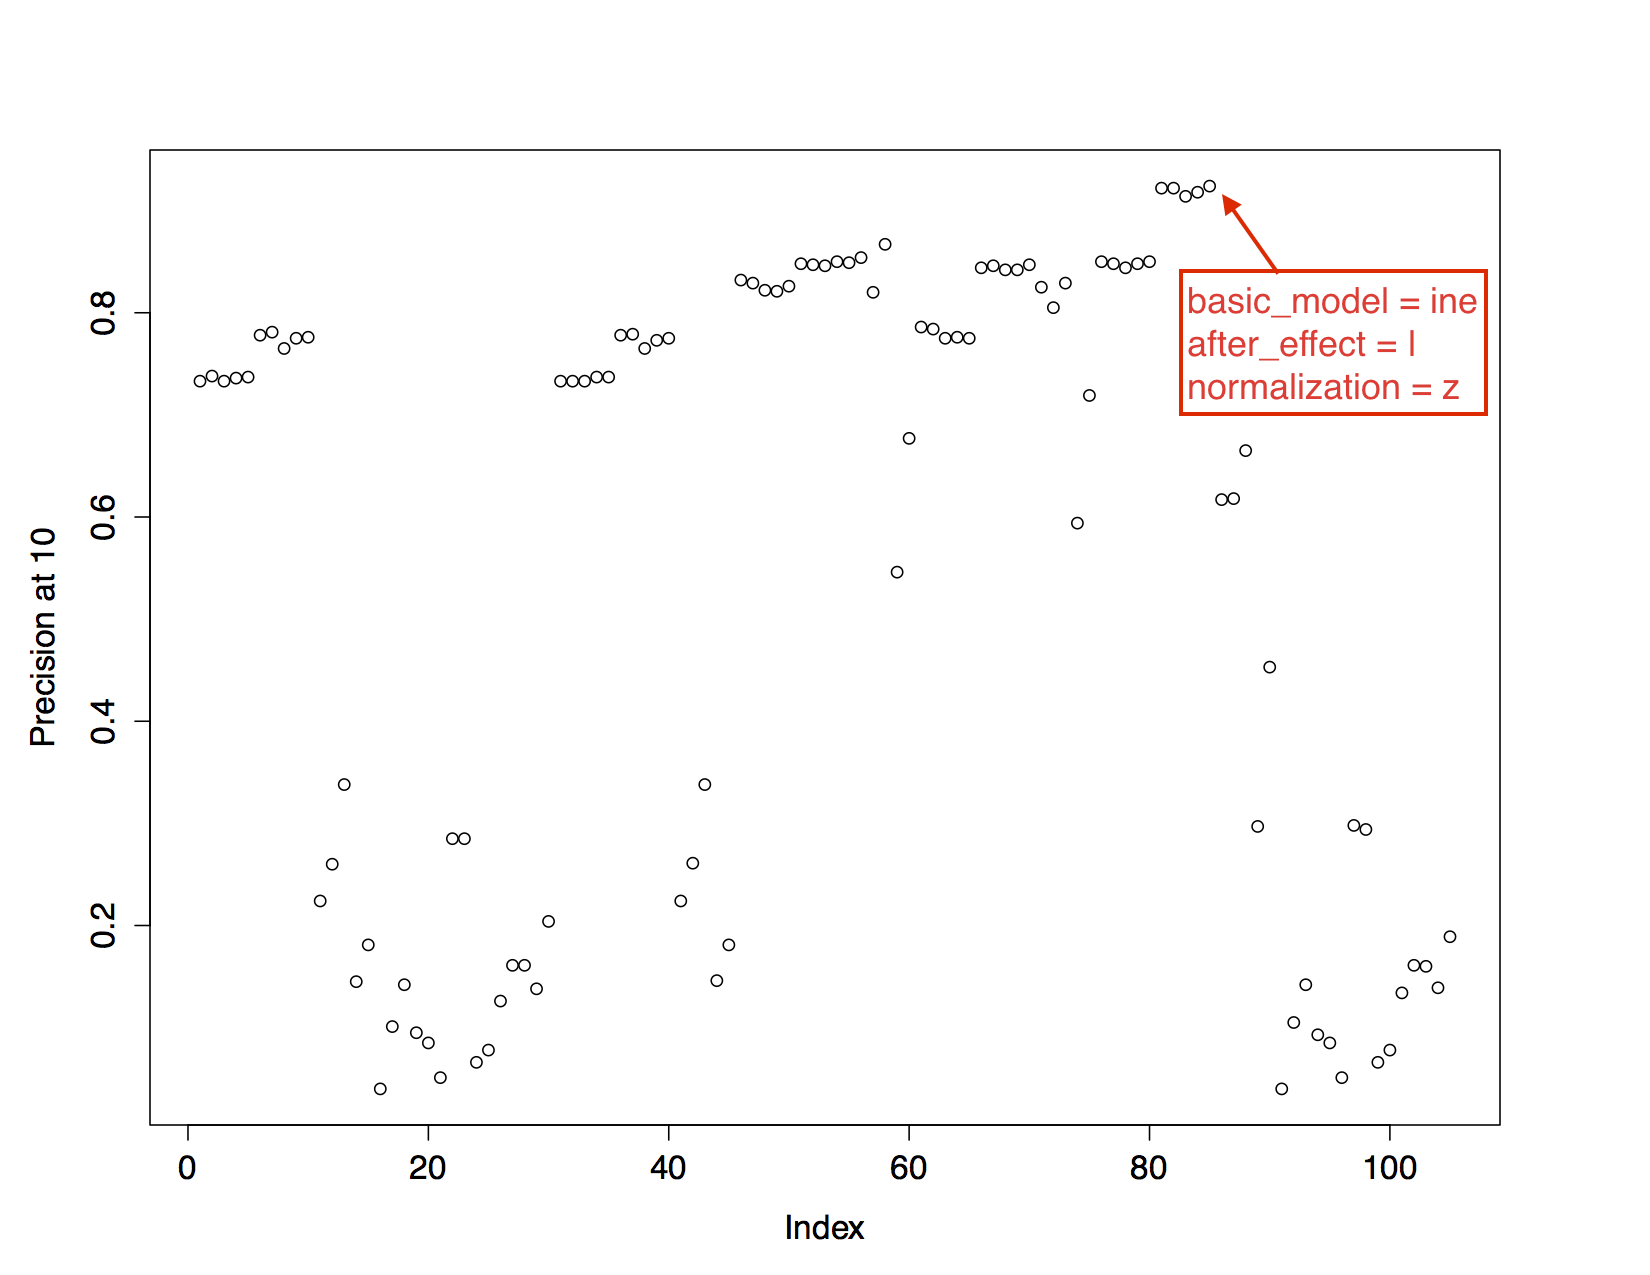 basic_model = ine
after_effect = l
normalization = z
Precision at 10
0.8
0.6
0.4
0.2
0 20 40 60 80 100
Index